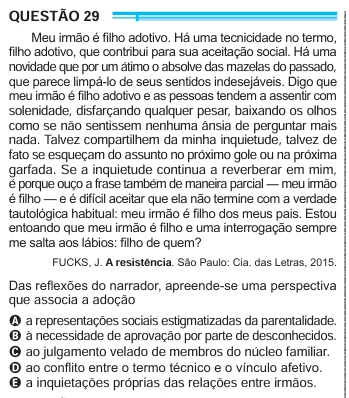 QUESTÃO 29
Meu irmão é filho adotivo. Há uma tecnicidade no termo,
filho adotivo, que contribui para sua aceitação social. Há uma
novidade que por um átimo o absolve das mazelas do passado,
que parece limpá-lo de seus sentidos indesejáveis. Digo que
meu irmão é filho adotivo e as pessoas tendem a assentir com
solenidade, disfarçando qualquer pesar, baixando os olhos
como se não sentissem nenhuma ânsia de perguntar mais
nada. Talvez compartilhem da minha inquietude, talvez de
fato se esqueçam do assunto no próximo gole ou na próxima
garfada. Se a inquietude continua a reverberar em mim,
é porque ouço a frase também de maneira parcial — meu irmão
é filho — e é difícil aceitar que ela não termine com a verdade
tautológica habitual: meu irmão é filho dos meus pais. Estou
entoando que meu irmão é filho e uma interrogação sempre
me salta aos lábios: filho de quem?
FUCKS, J. A resistência. São Paulo: Cia. das Letras, 2015.
Das reflexões do narrador, apreende-se uma perspectiva
que associa a adoção
A a representações sociais estigmatizadas da parentalidade.
B à necessidade de aprovação por parte de desconhecidos.
C ao julgamento velado de membros do núcleo familiar.
D ao conflito entre o termo técnico e o vínculo afetivo.
E a inquietações próprias das relações entre irmãos.